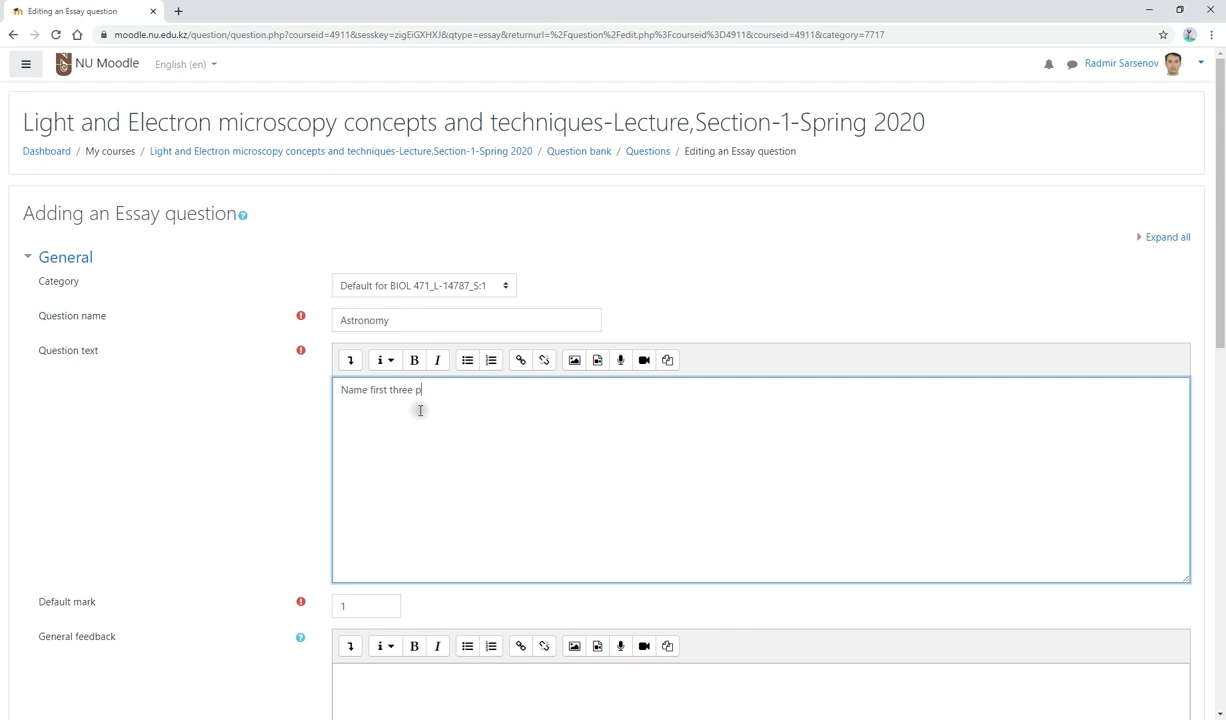 Editing an Essay question
moodle.nu.edu.kz/question/question.php?courseid=4911&sesskey=zigEiGXHXJ&qtype=essay&returnurl=%2Fquestion%2Fedit.php%3Fcourseid%3D4911&courseid=4911&category=7717
NU Moodle English (en) Radmir Sarsenov
Light and Electron microscopy concepts and techniques-Lecture,Section-1-Spring 2020
Dashboard / My courses / Light and Electron microscopy concepts and techniques-Lecture,Section-1-Spring 2020 / Question bank / Questions / Editing an Essay question
Adding an Essay question
Expand all
General
Category Default for BIOL 471_L-14787_S:1
Question name Astronomy
Question text
Name first three p
Default mark 1
General feedback